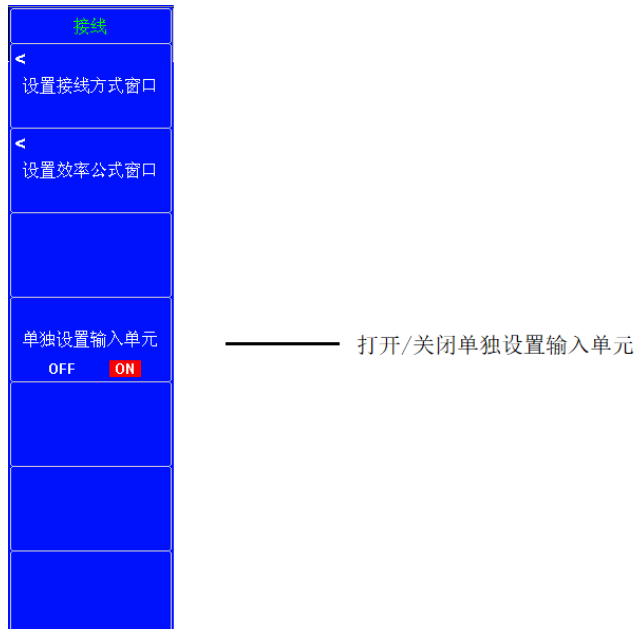 接线
<
设置接线方式窗口
<
设置效率公式窗口
单独设置输入单元
OFF ON
打开/关闭单独设置输入单元